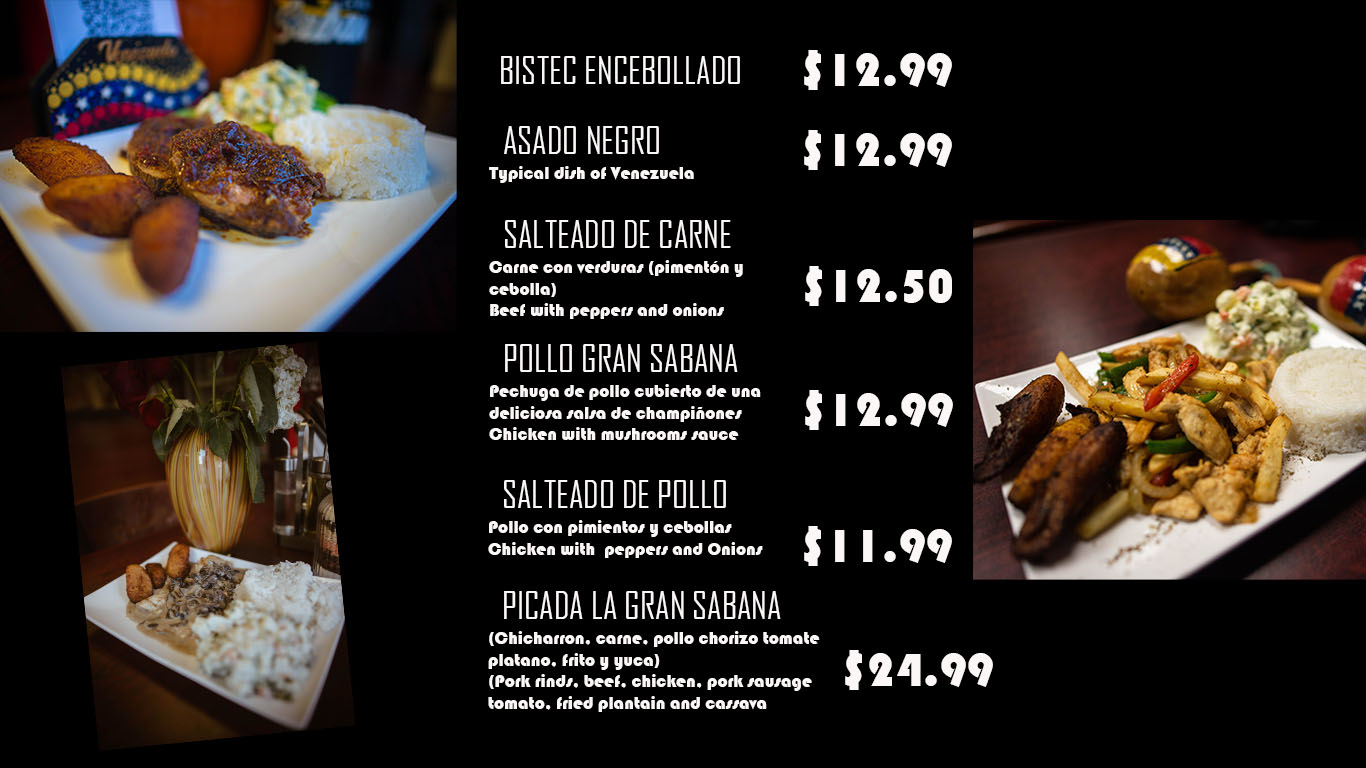 BISTEC ENCEBOLLADO $12.99
ASADO NEGRO $12.99
Typical dish of Venezuela
SALTEADO DE CARNE
Carne con verduras (pimentón y
cebolla)
Beef with peppers and onions
$12.50
POLLO GRAN SABANA
Pechuga de pollo cubierto de una
deliciosa salsa de champiñones
Chicken with mushrooms sauce
$12.99
SALTEADO DE POLLO
Pollo con pimientos y cebollas
Chicken with peppers and Onions
$11.99
PICADA LA GRAN SABANA
(Chicharron, carne, pollo chorizo tomate
platano, frito y yuca)
(Pork rinds, beef, chicken, pork sausage
tomato, fried plantain and cassava
$24.99
Venezuela